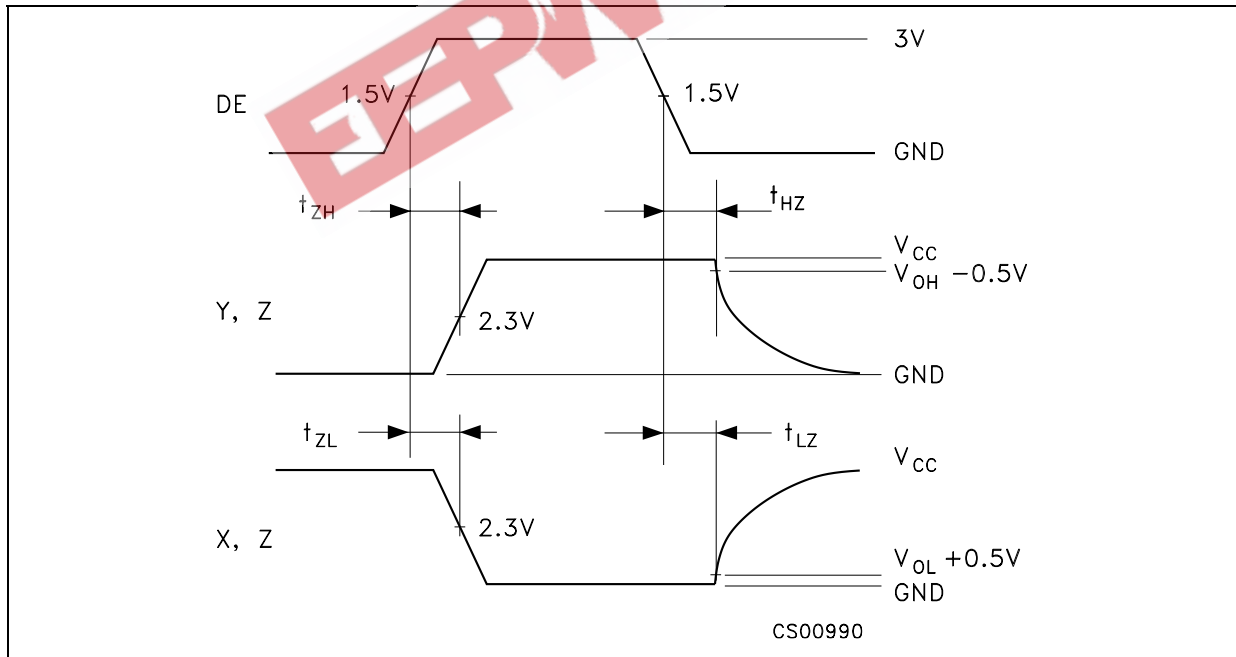 EEPW
3V
DE
1.5V
1.5V
GND
tZH
tHZ
VCC
VOH -0.5V
Y, Z
2.3V
GND
tZL
tLZ
VCC
2.3V
X, Z
VOL +0.5V
GND
CS00990